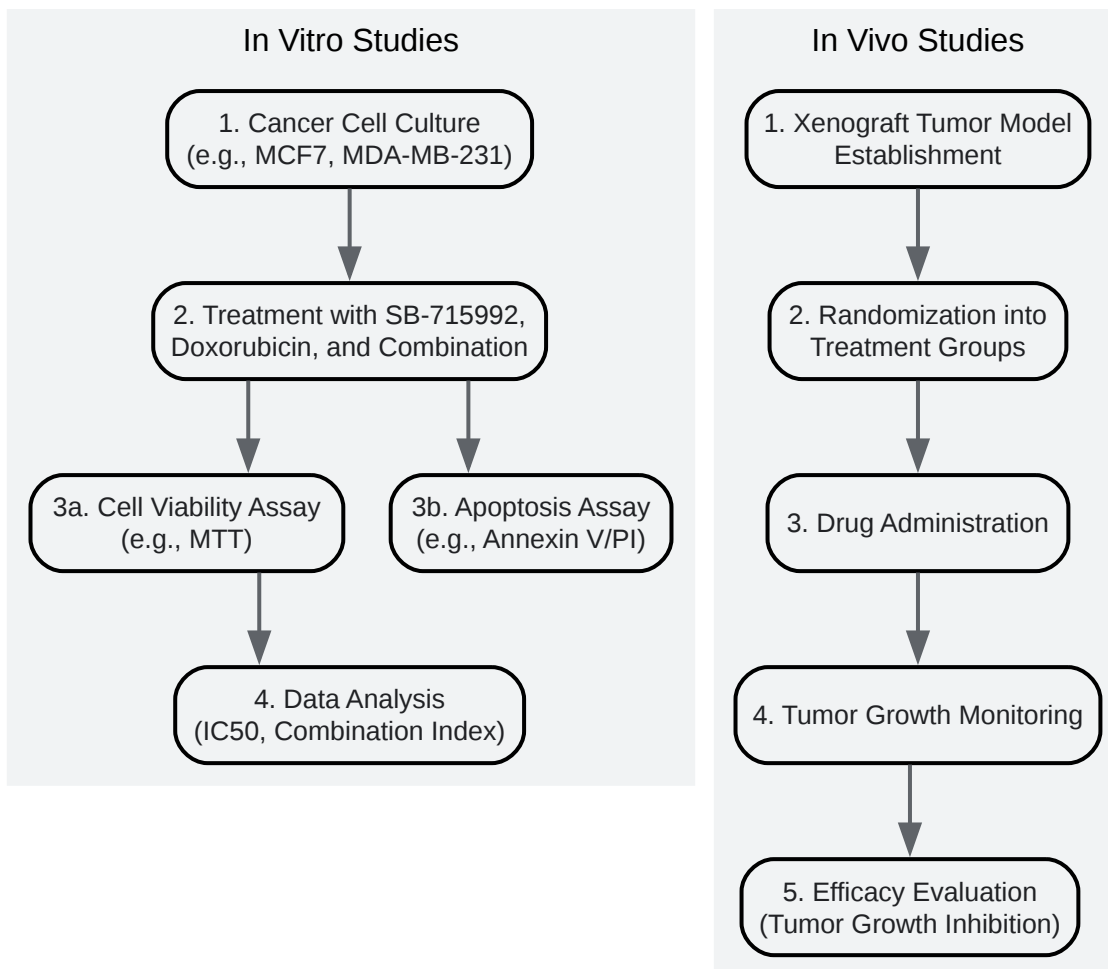 In Vitro Studies
1. Cancer Cell Culture
(e.g., MCF7, MDA-MB-231)
2. Treatment with SB-715992,
Doxorubicin, and Combination
3a. Cell Viability Assay
(e.g., MTT)
3b. Apoptosis Assay
(e.g., Annexin V/PI)
4. Data Analysis
(IC50, Combination Index)
In Vivo Studies
1. Xenograft Tumor Model
Establishment
2. Randomization into
Treatment Groups
3. Drug Administration
4. Tumor Growth Monitoring
5. Efficacy Evaluation
(Tumor Growth Inhibition)